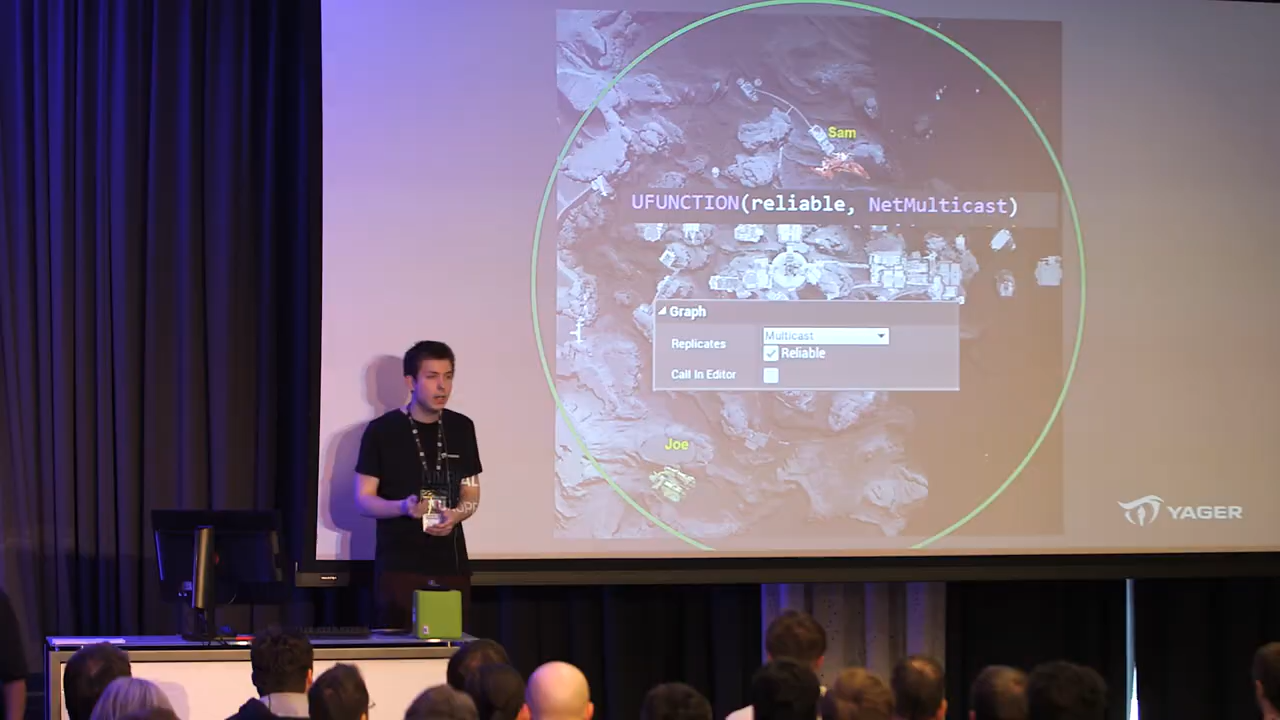 Sam
UFUNCTION(reliable, NetMulticast)
Graph
Replicates
Multicast
Reliable
Call In Editor
Joe
YAGER